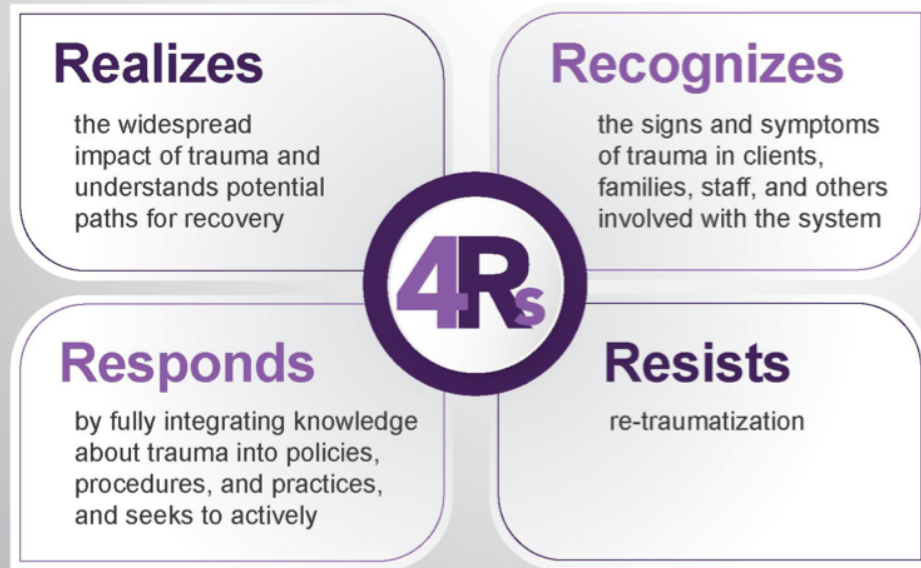 Realizes
the widespread
impact of trauma and
understands potential
paths for recovery
Recognizes
the signs and symptoms
of trauma in clients,
families, staff, and others
involved with the system
4Rs
Responds
by fully integrating knowledge
about trauma into policies,
procedures, and practices,
and seeks to actively
Resists
re-traumatization